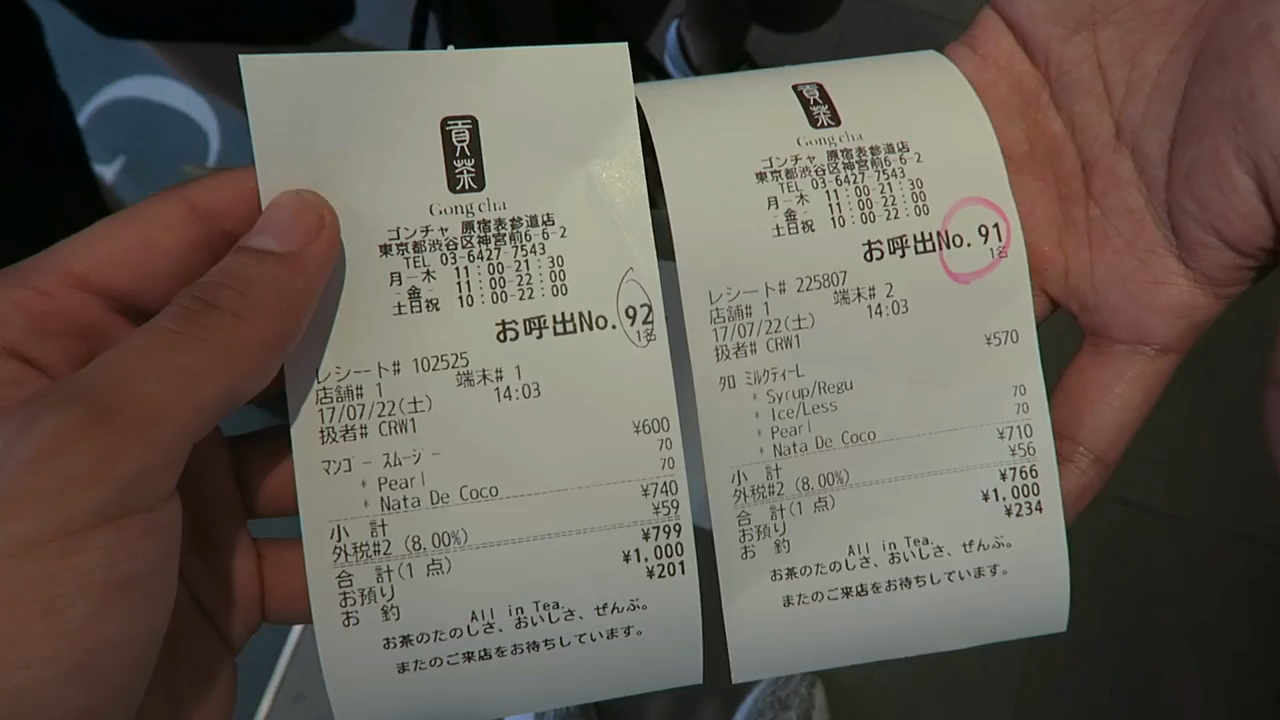 貢茶
Gong cha
ゴンチャ 原宿表参道店
東京都渋谷区神宮前6-6-2
TEL 03-6427-7543
月-木 11:00-21:30
-金- 11:00-22:00
土日祝 10:00-22:00
お呼出No. 92
1名
レシート# 102525
店舗# 1 端末# 1
17/07/22(土) 14:03
扱者# CRW1
マンゴースムージー ¥600
* Pearl 70
* Nata De Coco 70
小 計 ¥740
外税#2 (8.00%) ¥59
合 計(1 点) ¥799
お預り ¥1,000
お 釣 ¥201
All in Tea.
お茶のたのしさ、おいしさ、ぜんぶ。
またのご来店をお待ちしています。
貢茶
Gong cha
ゴンチャ 原宿表参道店
東京都渋谷区神宮前6-6-2
TEL 03-6427-7543
月-木 11:00-21:30
-金- 11:00-22:00
土日祝 10:00-22:00
お呼出No. 91
1名
レシート# 225807
店舗# 1 端末# 2
17/07/22(土) 14:03
扱者# CRW1
タロ ミルクティーL ¥570
* Syrup/Regu
* Ice/Less
* Pearl 70
* Nata De Coco 70
小 計 ¥710
外税#2 (8.00%) ¥56
合 計(1 点) ¥766
お預り ¥1,000
お 釣 ¥234
All in Tea.
お茶のたのしさ、おいしさ、ぜんぶ。
またのご来店をお待ちしています。